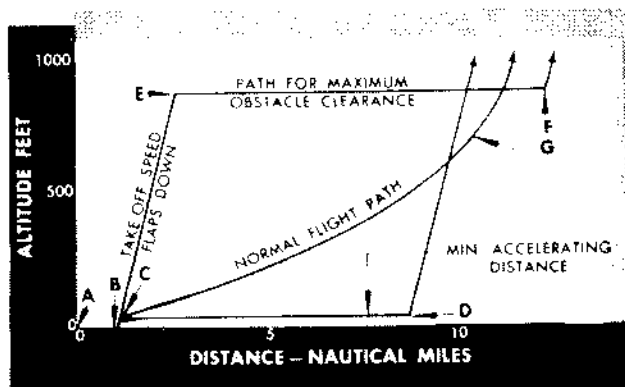 1000
PATH FOR MAXIMUM
OBSTACLE CLEARANCE
E
F
G
TAKE OFF SPEED
FLAPS DOWN
ALTITUDE FEET
500
NORMAL FLIGHT PATH
MIN ACCELERATING
DISTANCE
A
B
C
D
0
0
5
10
DISTANCE – NAUTICAL MILES